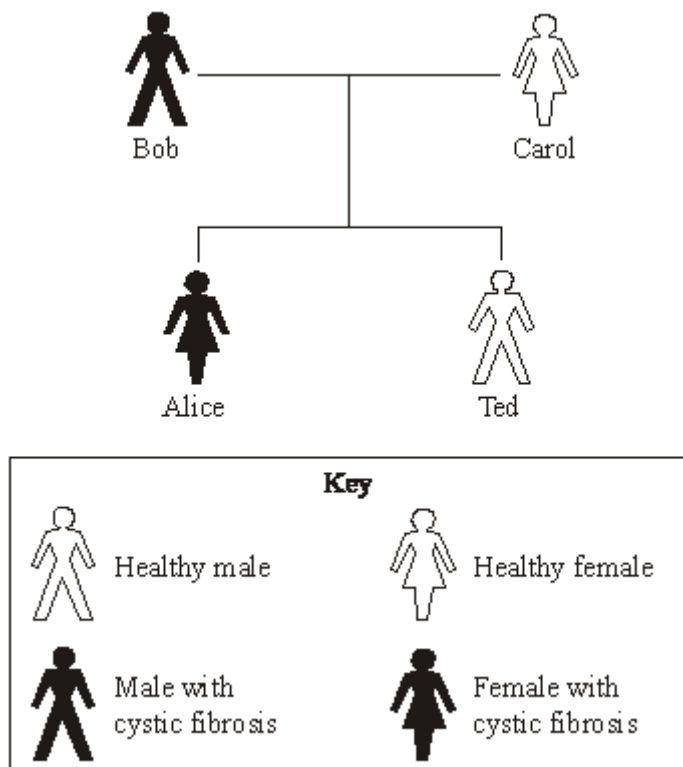 Bob
Carol
Alice
Ted
Key
Healthy male
Healthy female
Male with
cystic fibrosis
Female with
cystic fibrosis